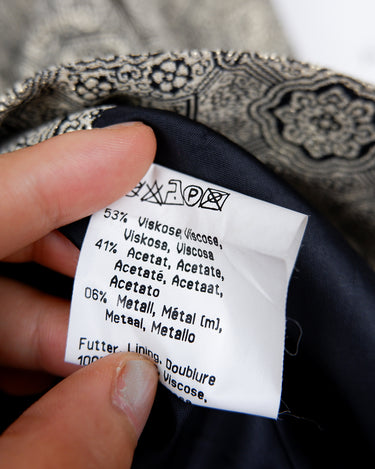 P
53% Viskose, Viscose,
Viskosa, Viscosa
41% Acetat, Acetate,
Acetaté, Acetaat,
Acetato
06% Metall, Métal (m),
Metaal, Metallo
Futter, Lining, Doublure
Viscose,